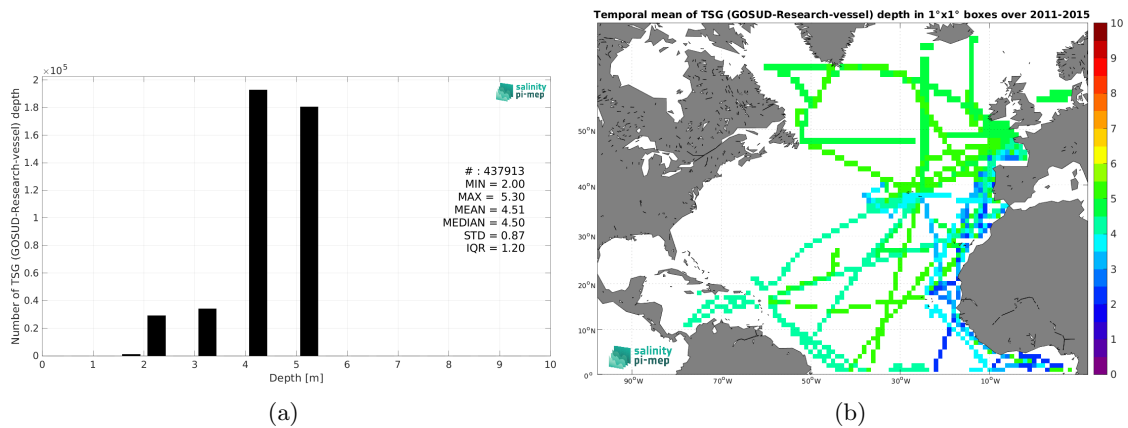 ×10⁵
2
1.8
1.6
1.4
1.2
1
0.8
0.6
0.4
0.2
0
Number of TSG (GOSUD-Research-vessel) depth
0 1 2 3 4 5 6 7 8 9 10
Depth [m]
salinity
pi-mep
# : 437913
MIN = 2.00
MAX = 5.30
MEAN = 4.51
MEDIAN = 4.50
STD = 0.87
IQR = 1.20
(a)
Temporal mean of TSG (GOSUD-Research-vessel) depth in 1°x1° boxes over 2011-2015
50°N
40°N
30°N
20°N
10°N
0°
90°W 70°W 50°W 30°W 10°W
salinity
pi-mep
10
9
8
7
6
5
4
3
2
1
0
(b)